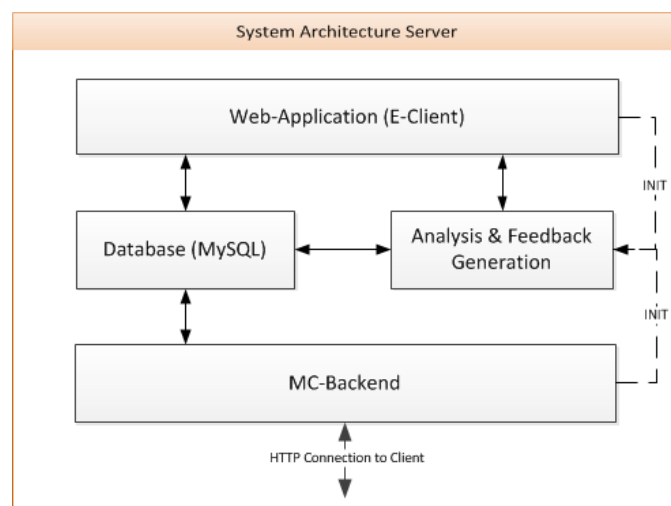 System Architecture Server
Web-Application (E-Client)
INIT
Database (MySQL)
Analysis & Feedback
Generation
INIT
MC-Backend
HTTP Connection to Client